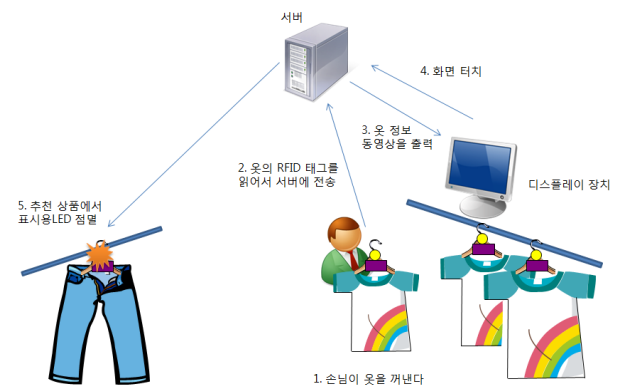 서버
4. 화면 터치
3. 옷 정보
동영상을 출력
2. 옷의 RFID 태그를
읽어서 서버에 전송
디스플레이 장치
5. 추천 상품에서
표시용LED 점멸
1. 손님이 옷을 꺼낸다